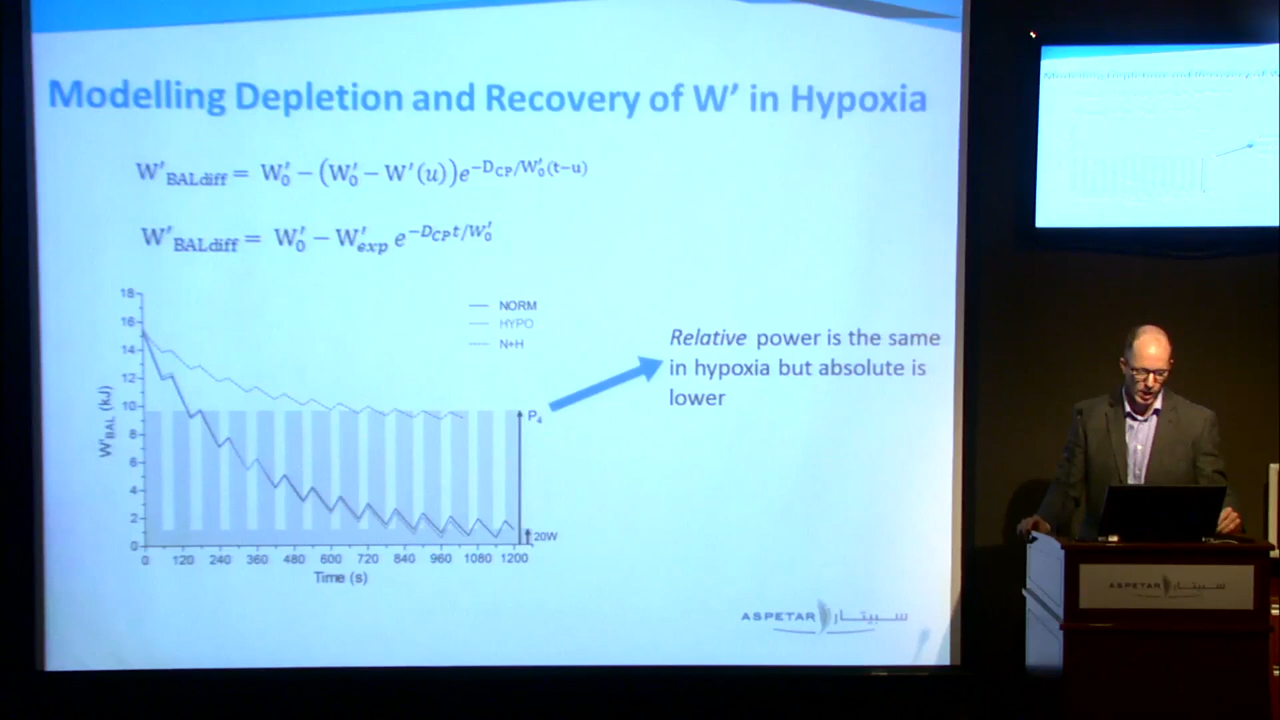 Modelling Depletion and Recovery of W′ in Hypoxia
W′BALdiff = W′0 − (W′0 − W′(u))e−DCP/W′0(t−u)
W′BALdiff = W′0 − W′exp e−DCPt/W′0
18
16
14
12
10
8
6
4
2
0
W′BAL (kJ)
NORM
HYPO
N+H
P4
20W
0 120 240 360 480 600 720 840 960 1080 1200
Time (s)
Relative power is the same
in hypoxia but absolute is
lower
ASPETAR سبيتار
ASPETAR سبيتار